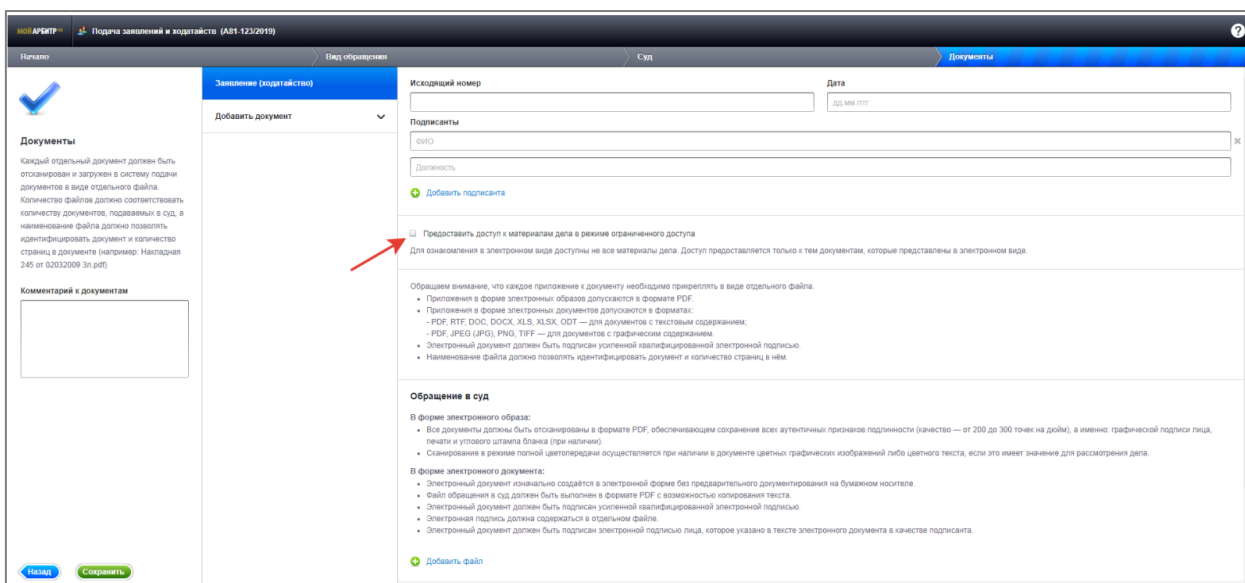 МОЙ АРБИТР RU Подача заявлений и ходатайств (А81-123/2019) ?
Начало Вид обращения Суд Документы
Документы
Каждый отдельный документ должен быть
отсканирован и загружен в систему подачи
документов в виде отдельного файла.
Количество файлов должно соответствовать
количеству документов, подаваемых в суд, а
наименование файла должно позволять
идентифицировать документ и количество
страниц в документе (например: Накладная
245 от 02032009 3л.pdf)
Комментарий к документам
Назад Сохранить
Заявление (ходатайство)
Добавить документ
Исходящий номер Дата
дд.мм.гггг
Подписанты
ФИО
Должность
Добавить подписанта
Предоставить доступ к материалам дела в режиме ограниченного доступа
Для ознакомления в электронном виде доступны не все материалы дела. Доступ предоставляется только к тем документам, которые представлены в электронном виде.
Обращаем внимание, что каждое приложение к документу необходимо прикреплять в виде отдельного файла.
• Приложения в форме электронных образов допускаются в формате PDF.
• Приложения в форме электронных документов допускаются в форматах:
- PDF, RTF, DOC, DOCX, XLS, XLSX, ODT — для документов с текстовым содержанием;
- PDF, JPEG (JPG), PNG, TIFF — для документов с графическим содержанием.
• Электронный документ должен быть подписан усиленной квалифицированной электронной подписью.
• Наименование файла должно позволять идентифицировать документ и количество страниц в нём.
Обращение в суд
В форме электронного образа:
• Все документы должны быть отсканированы в формате PDF, обеспечивающем сохранение всех аутентичных признаков подлинности (качество — от 200 до 300 точек на дюйм), а именно: графической подписи лица,
печати и углового штампа бланка (при наличии).
• Сканирование в режиме полной цветопередачи осуществляется при наличии в документе цветных графических изображений либо цветного текста, если это имеет значение для рассмотрения дела.
В форме электронного документа:
• Электронный документ изначально создаётся в электронной форме без предварительного документирования на бумажном носителе.
• Файл обращения в суд должен быть выполнен в формате PDF с возможностью копирования текста.
• Электронный документ должен быть подписан усиленной квалифицированной электронной подписью.
• Электронная подпись должна содержаться в отдельном файле.
• Электронный документ должен быть подписан электронной подписью лица, которое указано в тексте электронного документа в качестве подписанта.
Добавить файл